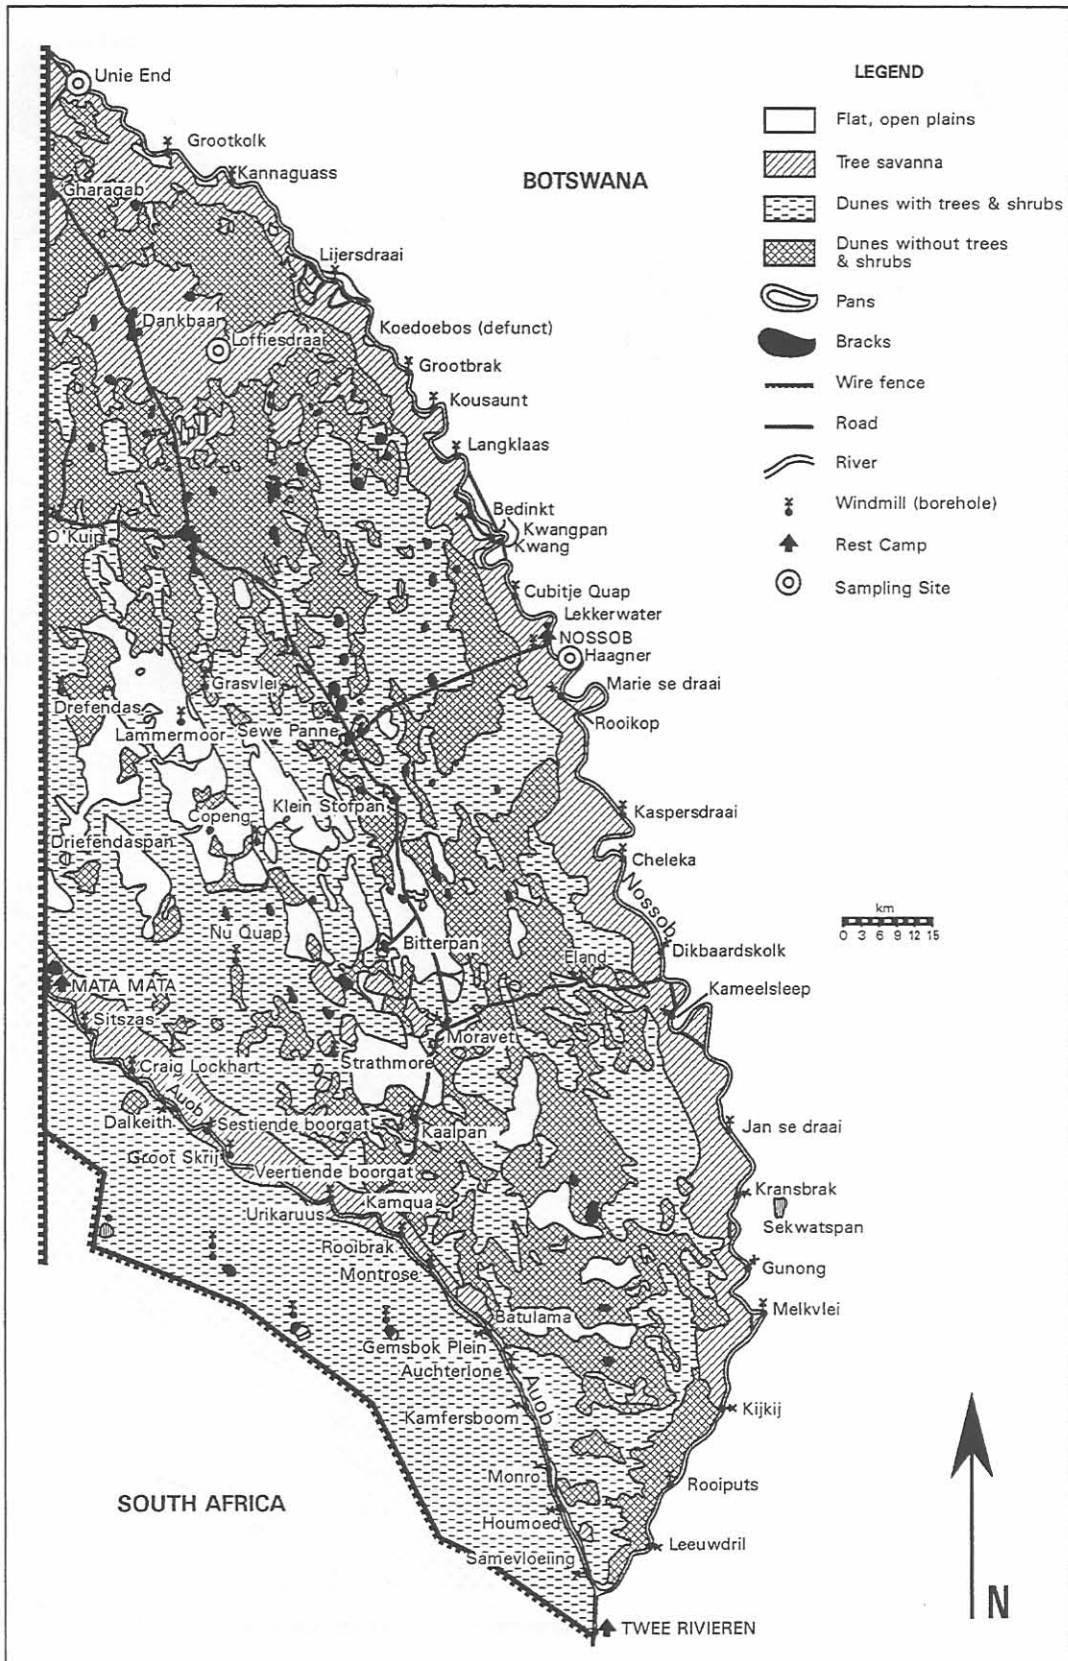 Unie End
LEGEND
Flat, open plains
Tree savanna
Dunes with trees & shrubs
Dunes without trees
& shrubs
Pans
Bracks
Wire fence
Road
River
Windmill (borehole)
Rest Camp
Sampling Site
Grootkolk
Kannaguass
BOTSWANA
Gharagab
Lijersdraai
Dankbaar
Koedoebos (defunct)
Loffiesdraai
Grootbrak
Kousaunt
Langklaas
Bedinkt
Kwangpan
Kwang
O'Kuip
Cubitje Quap
Lekkerwater
NOSSOB
Haagner
Marie se draai
Grasvlei
Drefendas
Rooikop
Lammermoor
Sewe Panne
Klein Stofpan
Kaspersdraai
Copeng
Driefendaspan
Cheleka
Nossob
km
0 3 6 9 12 15
Nu Quap
Bitterpan
Dikbaardskolk
Eland
MATA MATA
Kameelsleep
Sitszas
Moravet
Strathmore
Craig Lockhart
Auob
Dalkeith
Sestiende boorgat
Kaalpan
Jan se draai
Groot Skrij
Veertiende boorgat
Kamqua
Kransbrak
Urikaruus
Sekwatspan
Rooibrak
Montrose
Gunong
Melkvlei
Batulama
Gemsbok Plein
Auchterlone
Auob
Kamfersboom
Kijkij
Monro
Rooiputs
SOUTH AFRICA
Houmoed
Leeuwdril
Samevloeiing
N
TWEE RIVIEREN